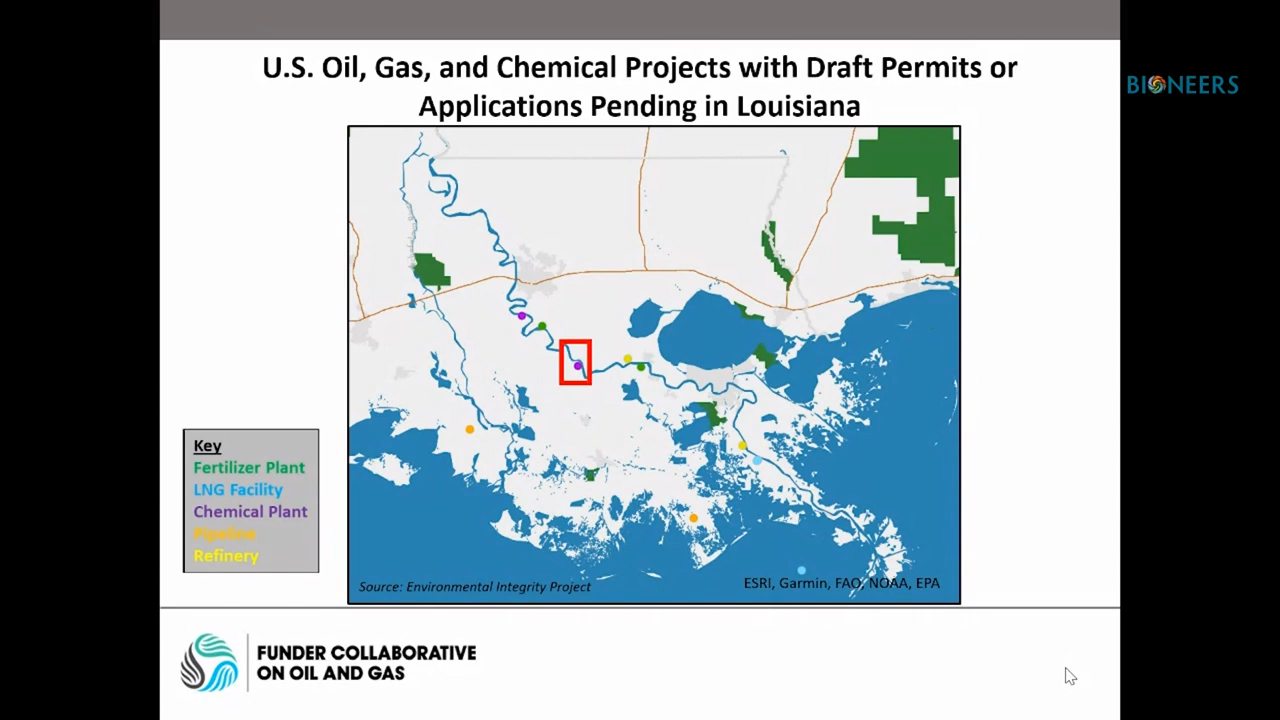 U.S. Oil, Gas, and Chemical Projects with Draft Permits or
Applications Pending in Louisiana
BIONEERS
Key
Fertilizer Plant
LNG Facility
Chemical Plant
Pipeline
Refinery
Source: Environmental Integrity Project
ESRI, Garmin, FAO, NOAA, EPA
FUNDER COLLABORATIVE
ON OIL AND GAS